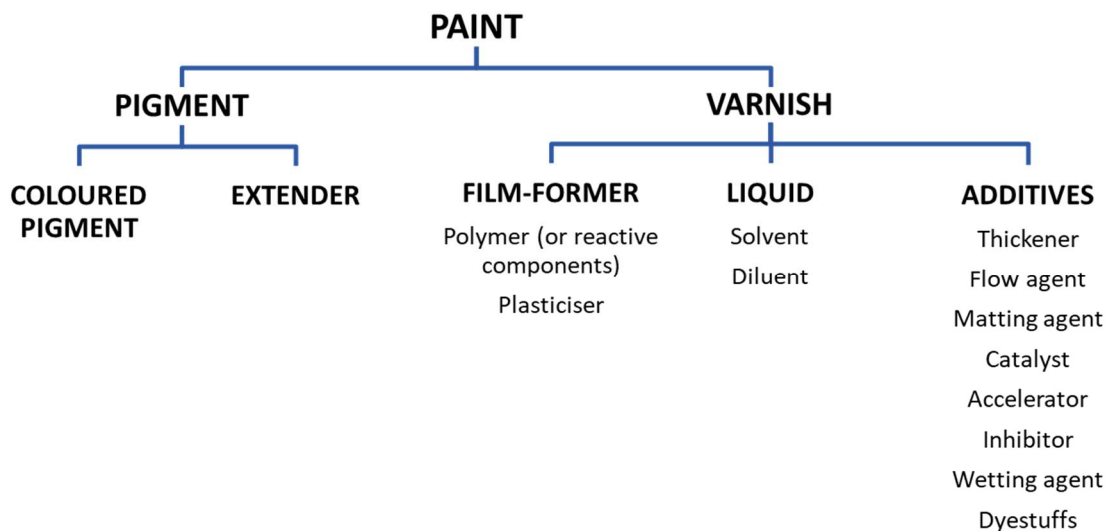 PAINT
PIGMENT
VARNISH
COLOURED
PIGMENT
EXTENDER
FILM-FORMER
Polymer (or reactive
components)
Plasticiser
LIQUID
Solvent
Diluent
ADDITIVES
Thickener
Flow agent
Matting agent
Catalyst
Accelerator
Inhibitor
Wetting agent
Dyestuffs